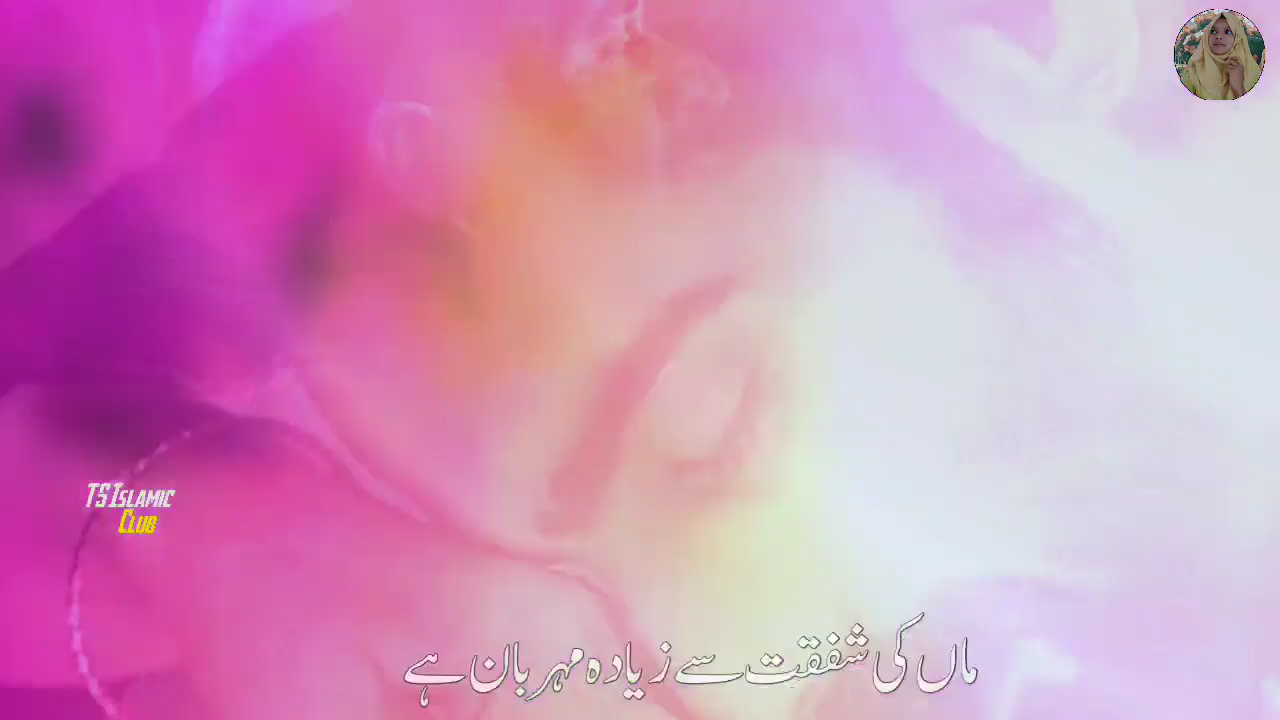 TS ISLAMIC
CLUB
ماں کی شفقت سے زیادہ مہربان ہے